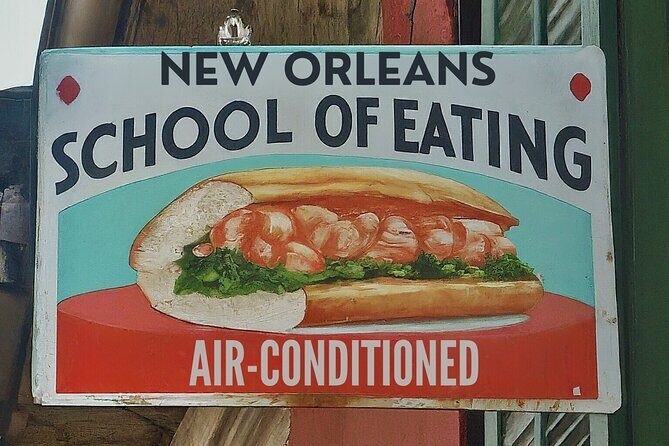 NEW ORLEANS
SCHOOL OF EATING
AIR-CONDITIONED